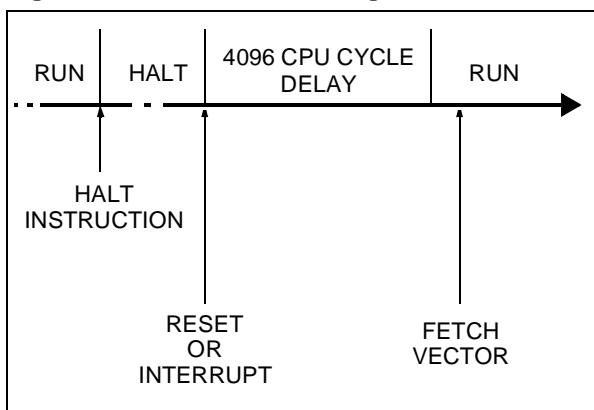 RUN
HALT
4096 CPU CYCLE
DELAY
RUN
HALT
INSTRUCTION
RESET
OR
INTERRUPT
FETCH
VECTOR